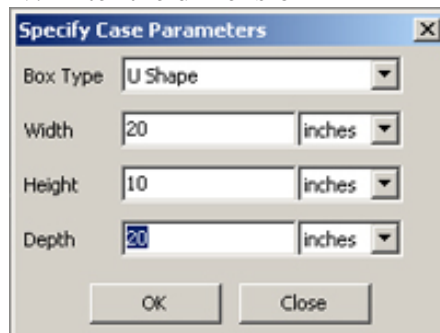 Specify Case Parameters
Box Type U Shape
Width 20 inches
Height 10 inches
Depth 20 inches
OK Close